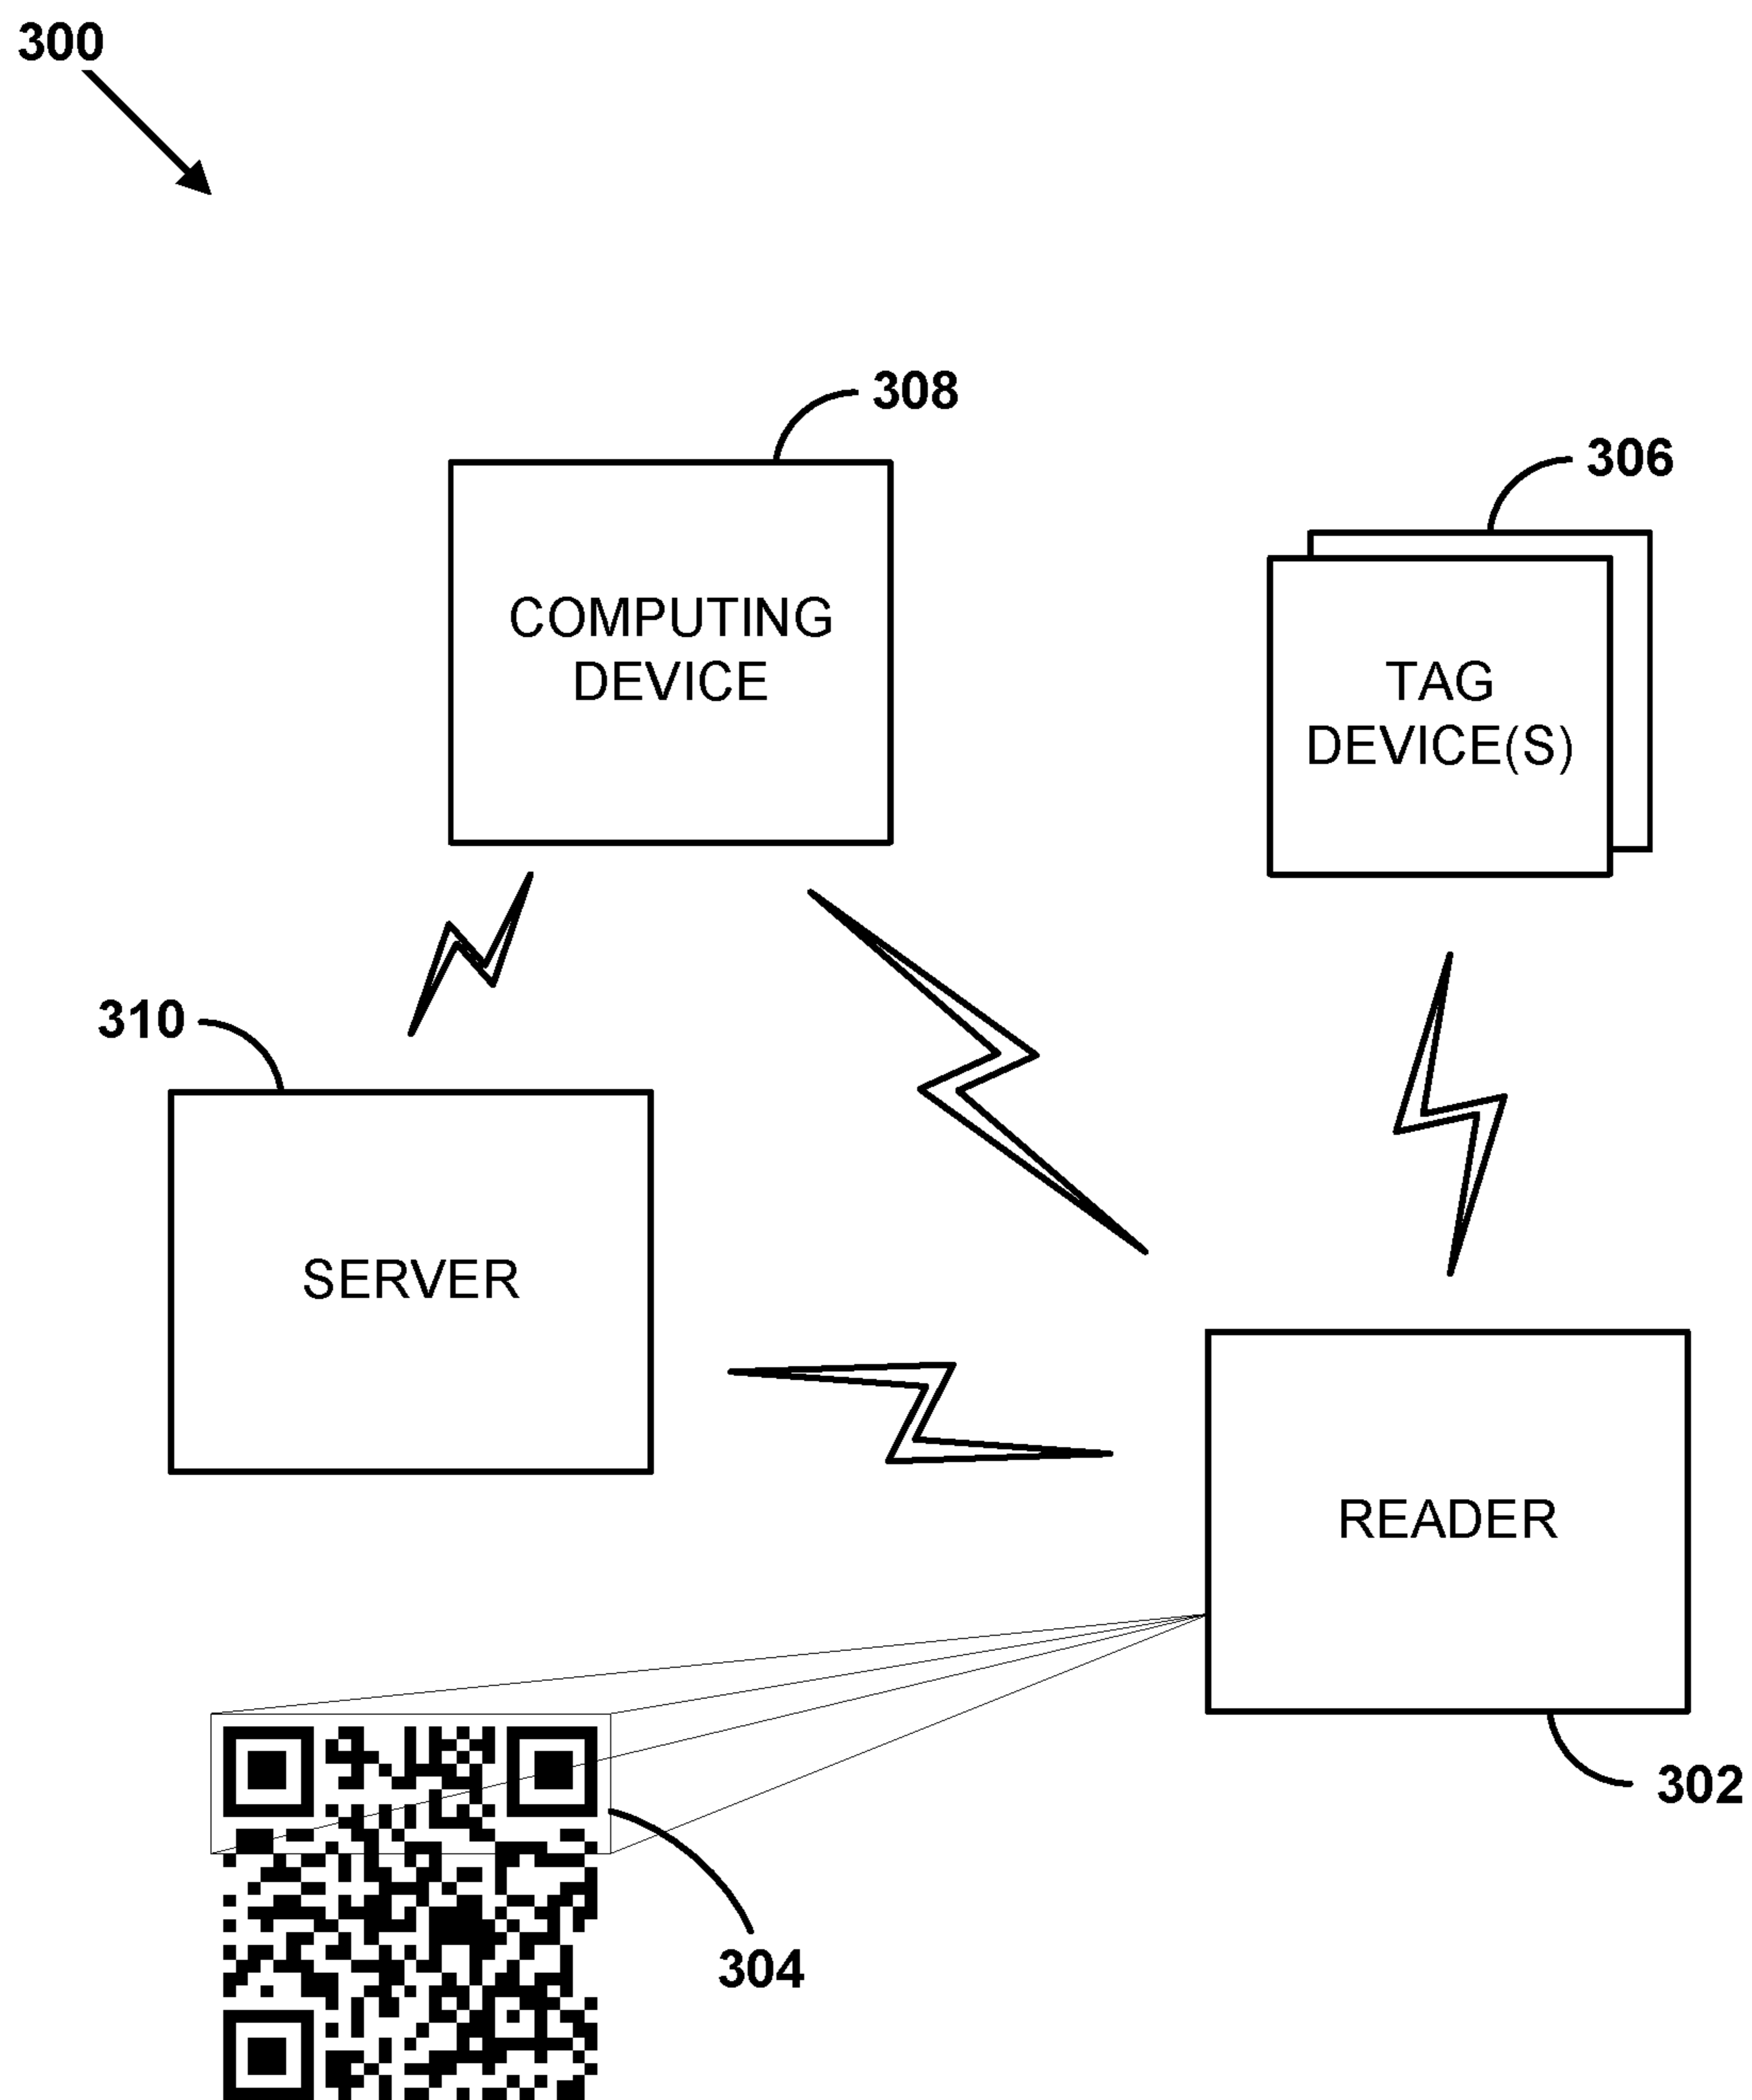 300
308
306
COMPUTING
DEVICE
TAG
DEVICE(S)
310
SERVER
READER
302
304